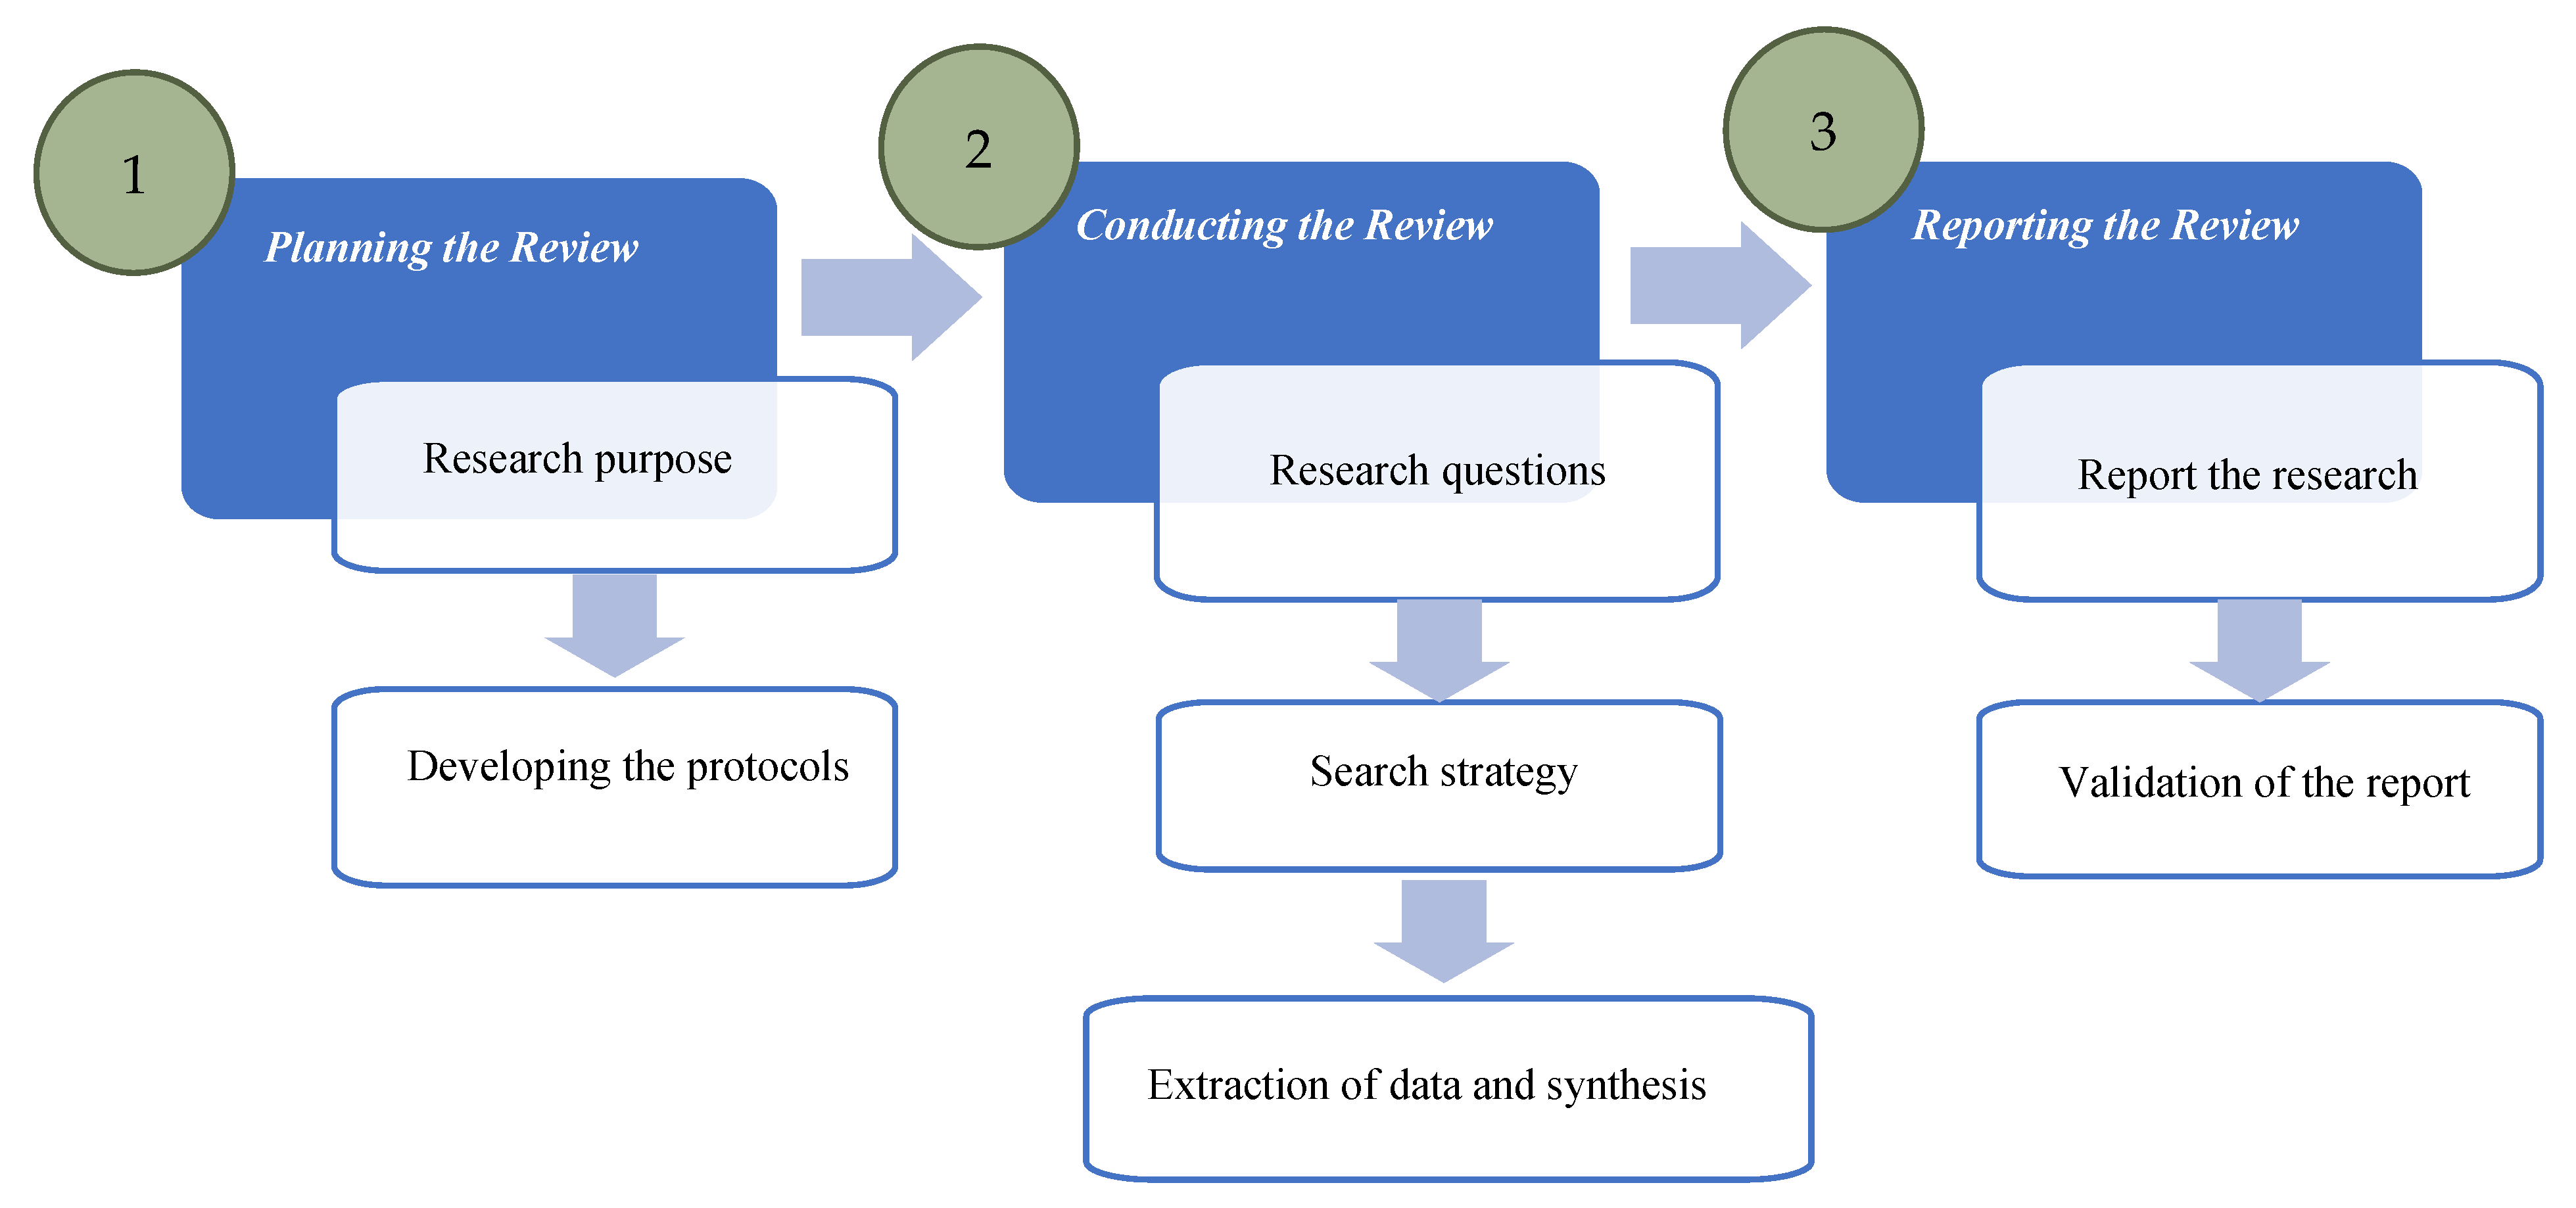 1
Planning the Review
Research purpose
Developing the protocols
2
Conducting the Review
Research questions
Search strategy
Extraction of data and synthesis
3
Reporting the Review
Report the research
Validation of the report